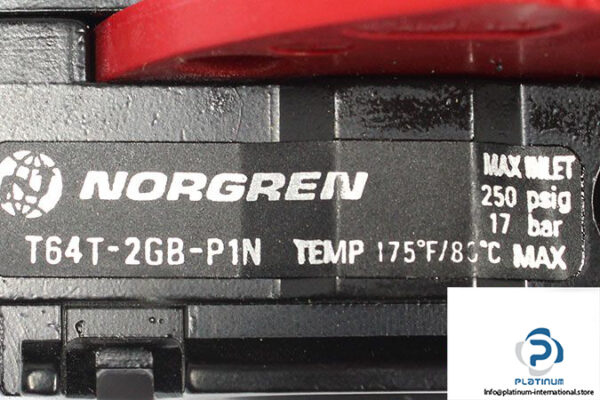 NORGREN
MAX INLET
250 psig
17 bar
T64T-2GB-P1N TEMP 175°F/80°C MAX
PLATINUM
Info@platinum-international.store